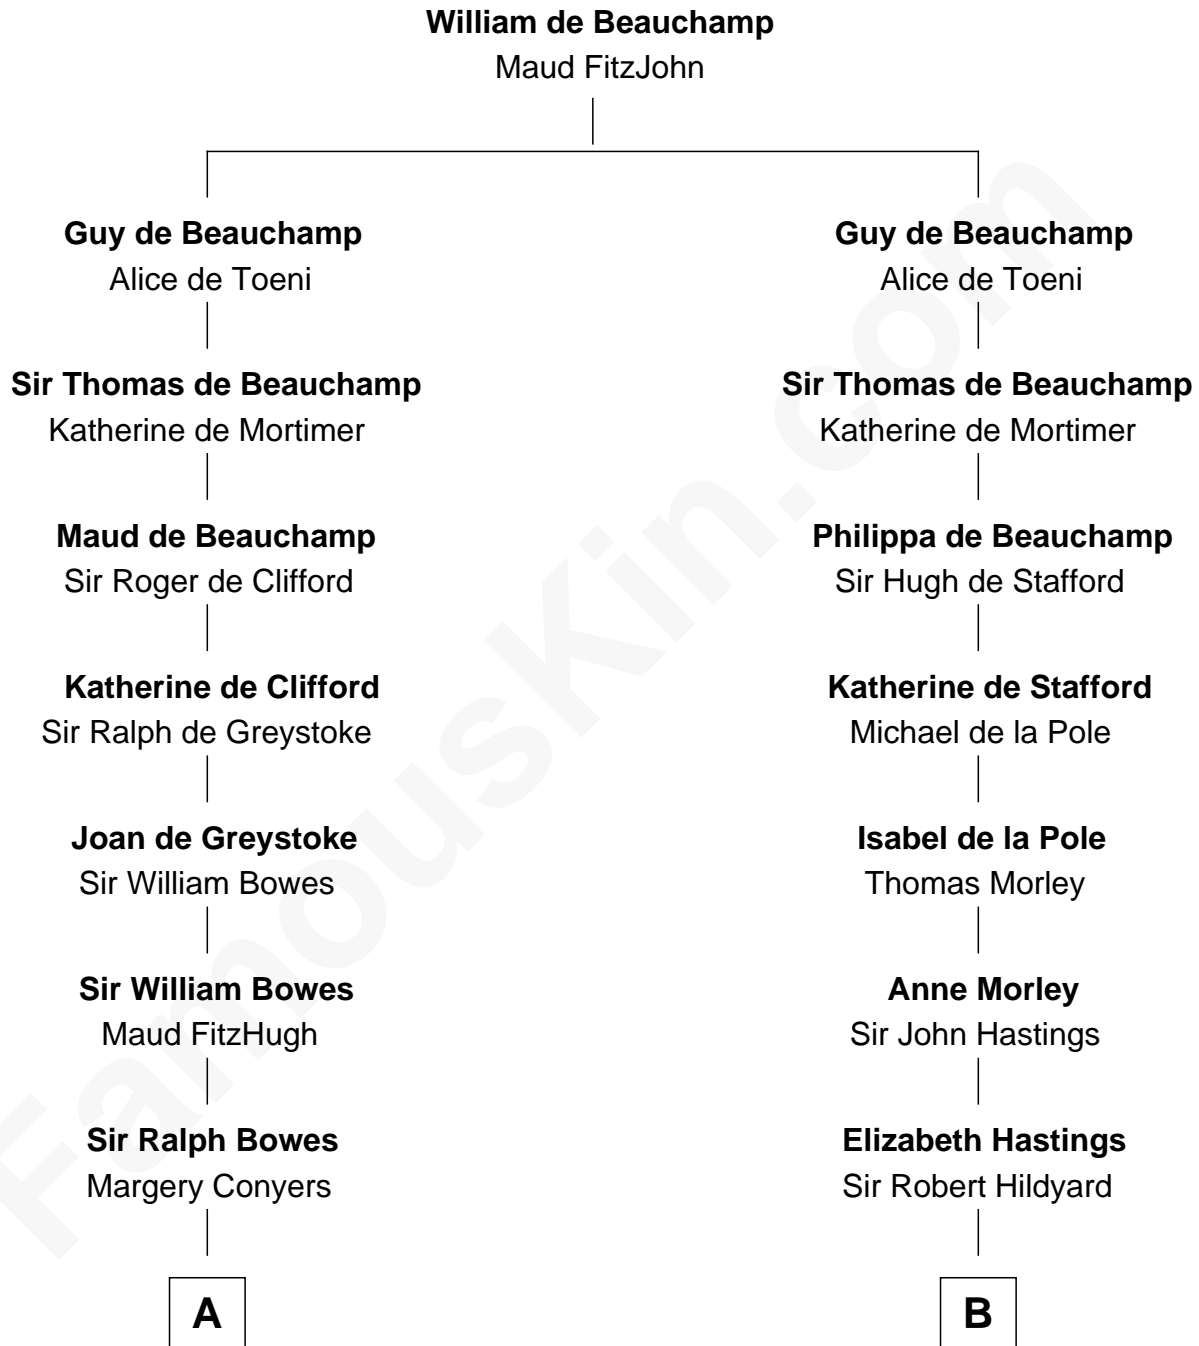 William de Beauchamp
Maud FitzJohn
Guy de Beauchamp
Alice de Toeni
Sir Thomas de Beauchamp
Katherine de Mortimer
Maud de Beauchamp
Sir Roger de Clifford
Katherine de Clifford
Sir Ralph de Greystoke
Joan de Greystoke
Sir William Bowes
Sir William Bowes
Maud FitzHugh
Sir Ralph Bowes
Margery Conyers
A
Guy de Beauchamp
Alice de Toeni
Sir Thomas de Beauchamp
Katherine de Mortimer
Philippa de Beauchamp
Sir Hugh de Stafford
Katherine de Stafford
Michael de la Pole
Isabel de la Pole
Thomas Morley
Anne Morley
Sir John Hastings
Elizabeth Hastings
Sir Robert Hildyard
B
FamousKin.com